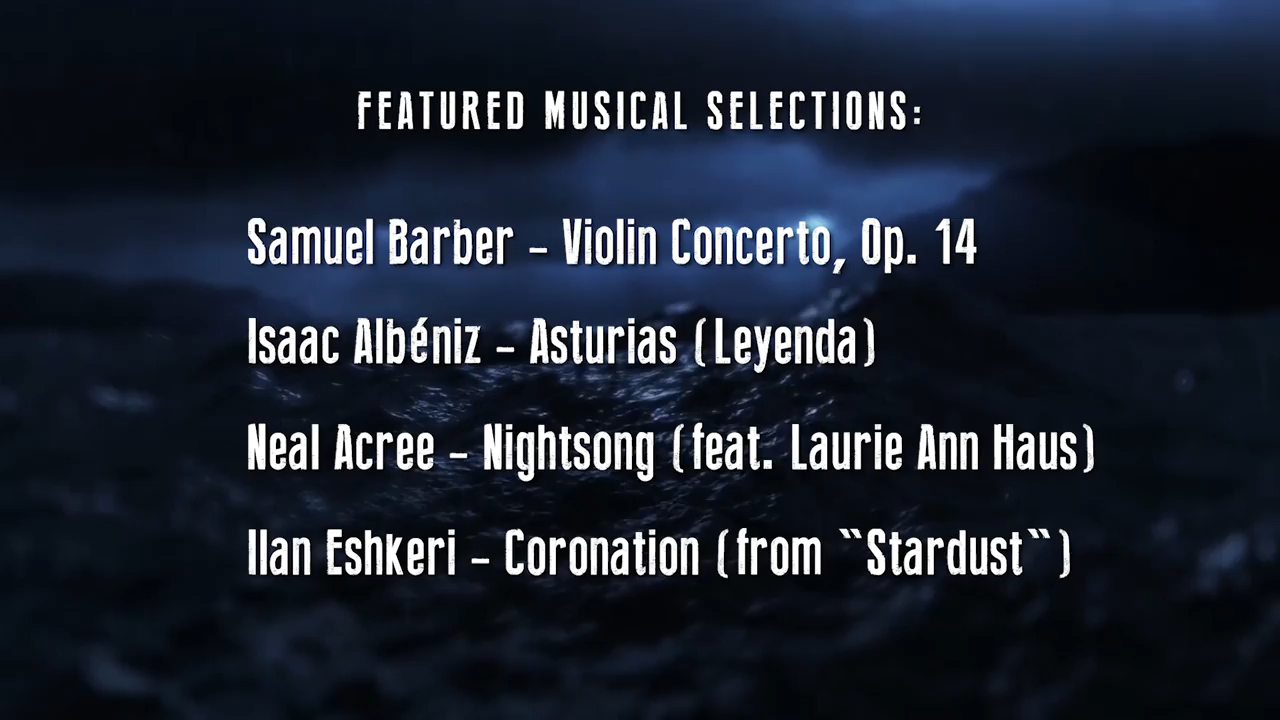 FEATURED MUSICAL SELECTIONS:
Samuel Barber – Violin Concerto, Op. 14
Isaac Albéniz – Asturias (Leyenda)
Neal Acree – Nightsong (feat. Laurie Ann Haus)
Ilan Eshkeri – Coronation (from "Stardust")